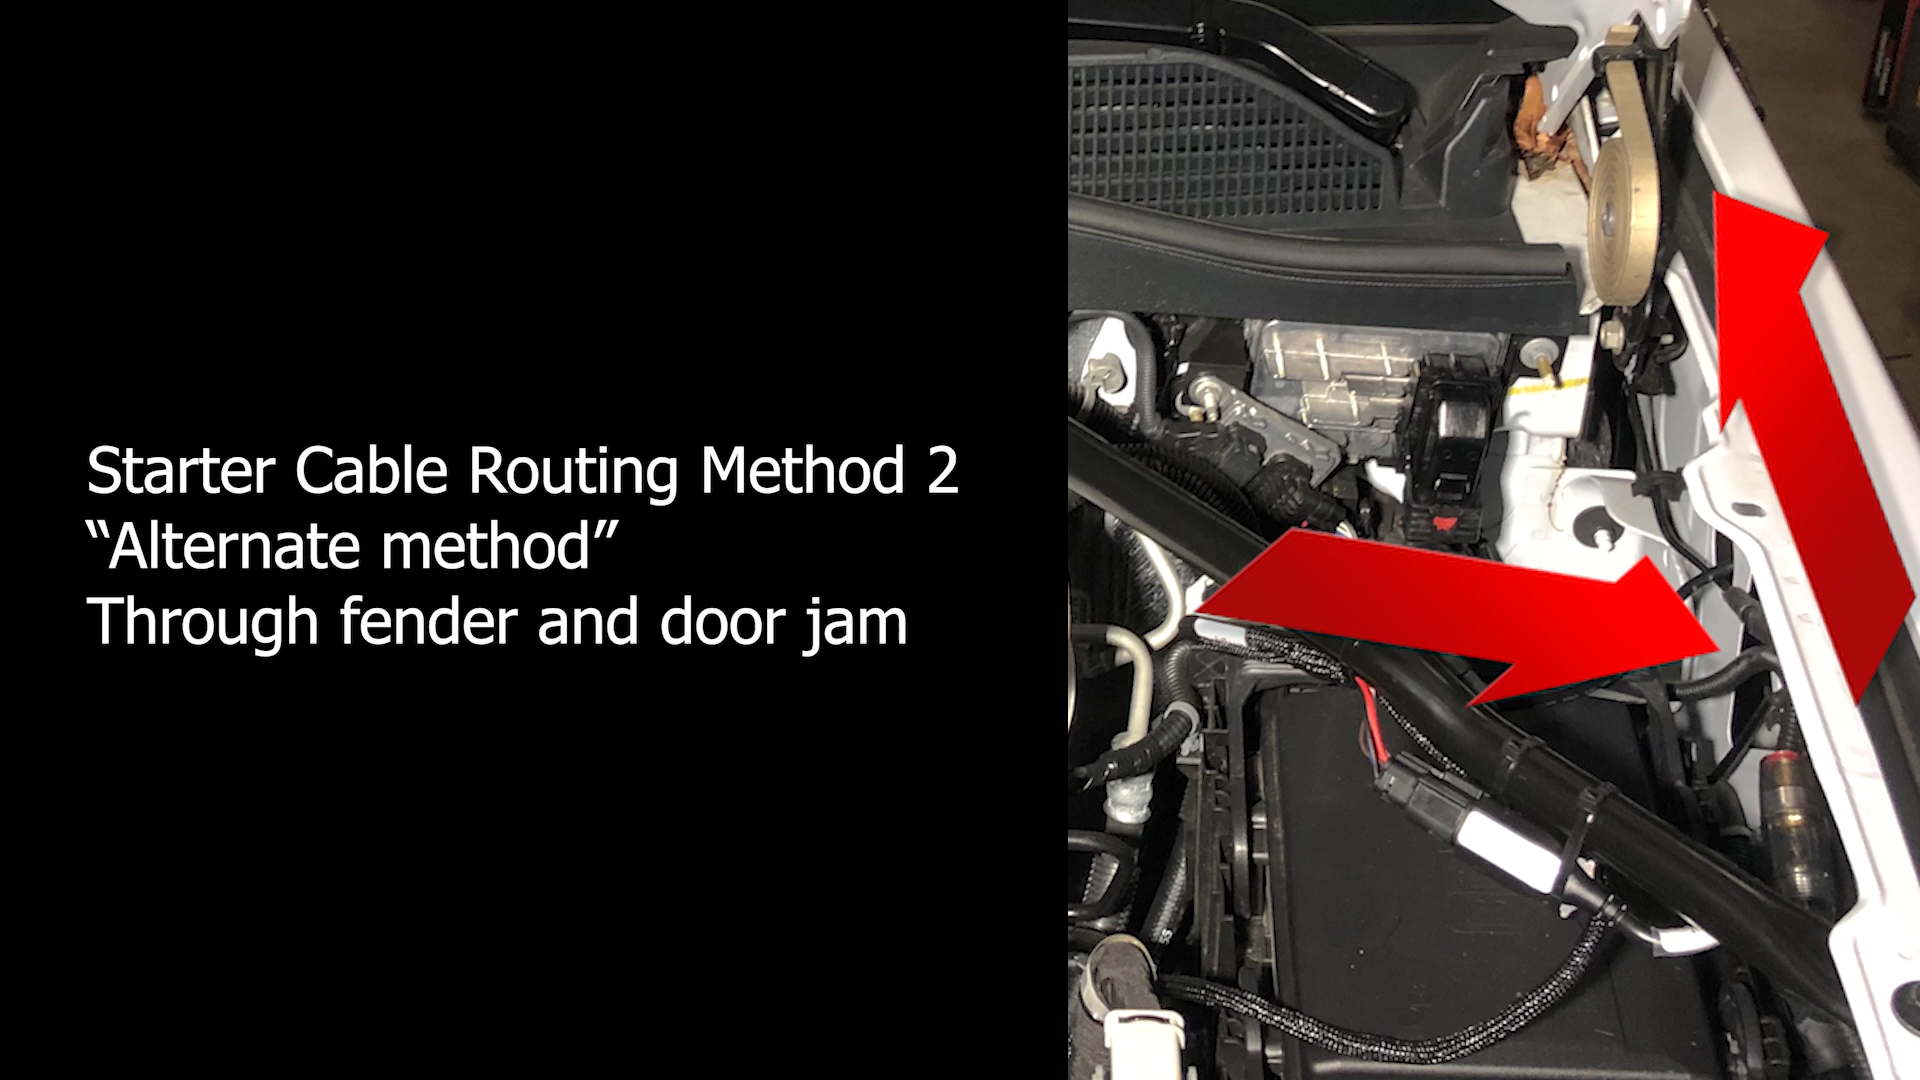 Starter Cable Routing Method 2
“Alternate method”
Through fender and door jam